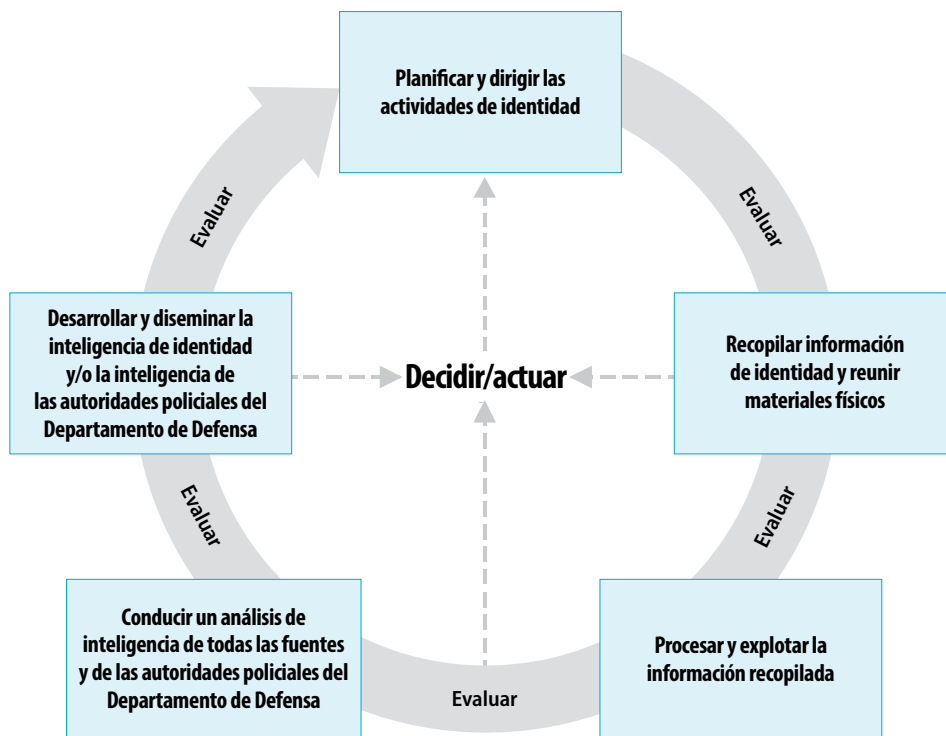 Planificar y dirigir las
actividades de identidad
Evaluar
Evaluar
Desarrollar y diseminar la
inteligencia de identidad
y/o la inteligencia de
las autoridades policiales del
Departamento de Defensa
Decidir/actuar
Recopilar información
de identidad y reunir
materiales físicos
Evaluar
Evaluar
Conducir un análisis de
inteligencia de todas las fuentes
y de las autoridades policiales del
Departamento de Defensa
Evaluar
Procesar y explotar la
información recopilada